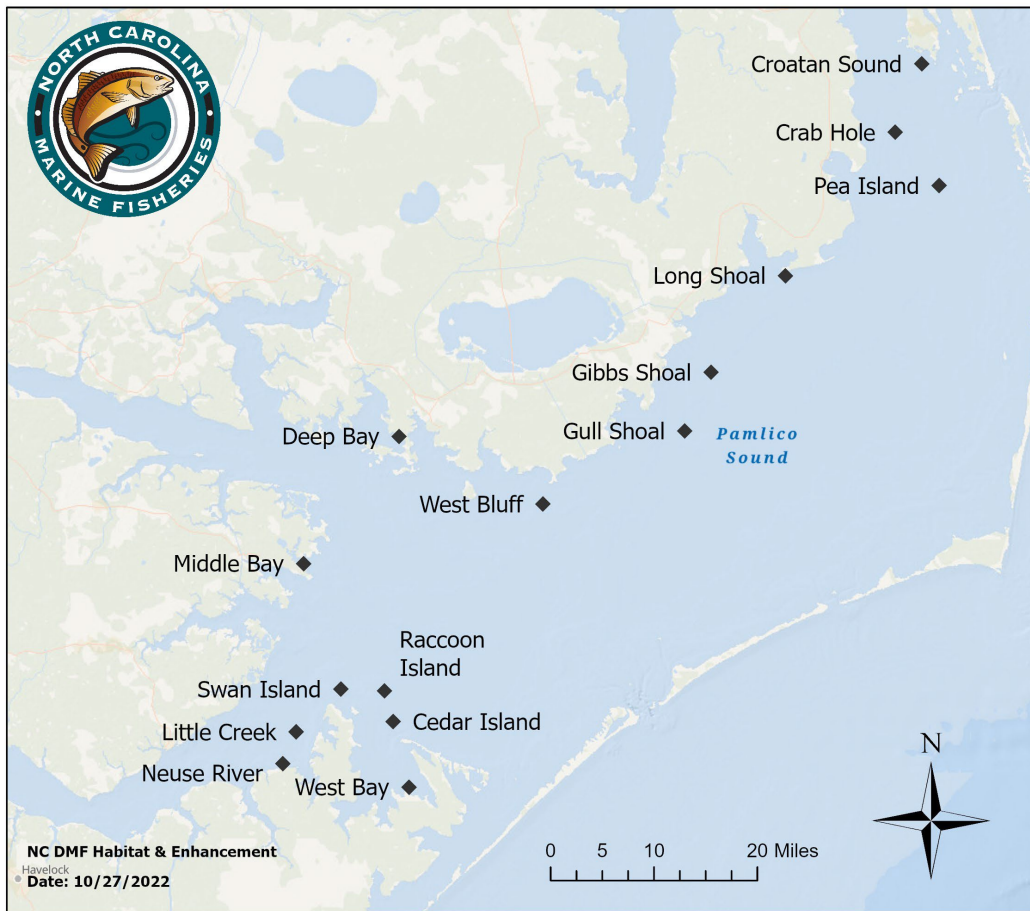 NORTH CAROLINA
MARINE FISHERIES
Croatan Sound
Crab Hole
Pea Island
Long Shoal
Gibbs Shoal
Gull Shoal
Pamlico
Sound
Deep Bay
West Bluff
Middle Bay
Raccoon
Island
Swan Island
Cedar Island
Little Creek
Neuse River
West Bay
N
0 5 10 20 Miles
NC DMF Habitat & Enhancement
Havelock
Date: 10/27/2022